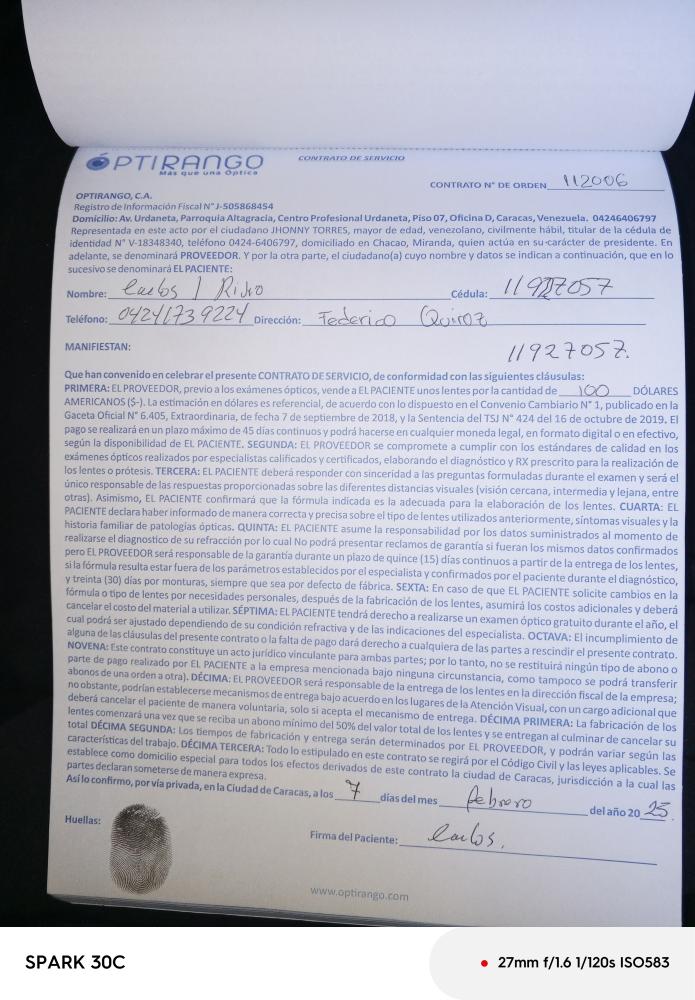 ÓPTIRANGO
Más que una Óptica
CONTRATO DE SERVICIO
CONTRATO N° DE ORDEN 112006
OPTIRANGO, C.A.
Registro de Información Fiscal N° J-505868454
Domicilio: Av. Urdaneta, Parroquia Altagracia, Centro Profesional Urdaneta, Piso 07, Oficina D, Caracas, Venezuela. 04246406797
Representada en este acto por el ciudadano JHONNY TORRES, mayor de edad, venezolano, civilmente hábil, titular de la cédula de
identidad N° V-18348340, teléfono 0424-6406797, domiciliado en Chacao, Miranda, quien actúa en su carácter de presidente. En
adelante, se denominará PROVEEDOR. Y por la otra parte, el ciudadano(a) cuyo nombre y datos se indican a continuación, que en lo
sucesivo se denominará EL PACIENTE:
Nombre: Carlos Cédula: 11927057
Teléfono: 04241739224 Dirección: Federico Quiroz
MANIFIESTAN: 11927057.
Que han convenido en celebrar el presente CONTRATO DE SERVICIO, de conformidad con las siguientes cláusulas:
PRIMERA: EL PROVEEDOR, previo a los exámenes ópticos, vende a EL PACIENTE unos lentes por la cantidad de 100 DÓLARES
AMERICANOS ($-). La estimación en dólares es referencial, de acuerdo con lo dispuesto en el Convenio Cambiario N° 1, publicado en la
Gaceta Oficial N° 6.405, Extraordinaria, de fecha 7 de septiembre de 2018, y la Sentencia del TSJ N° 424 del 16 de octubre de 2019. El
pago se realizará en un plazo máximo de 45 días continuos y podrá hacerse en cualquier moneda legal, en formato digital o en efectivo,
según la disponibilidad de EL PACIENTE. SEGUNDA: EL PROVEEDOR se compromete a cumplir con los estándares de calidad en los
exámenes ópticos realizados por especialistas calificados y certificados, elaborando el diagnóstico y RX prescrito para la realización de
los lentes o prótesis. TERCERA: EL PACIENTE deberá responder con sinceridad a las preguntas formuladas durante el examen y será el
único responsable de las respuestas proporcionadas sobre las diferentes distancias visuales (visión cercana, intermedia y lejana, entre
otras). Asimismo, EL PACIENTE confirmará que la fórmula indicada es la adecuada para la elaboración de los lentes. CUARTA: EL
PACIENTE declara haber informado de manera correcta y precisa sobre el tipo de lentes utilizados anteriormente, síntomas visuales y la
historia familiar de patologías ópticas. QUINTA: EL PACIENTE asume la responsabilidad por los datos suministrados al momento de
realizarse el diagnostico de su refracción por lo cual No podrá presentar reclamos de garantía si fueran los mismos datos confirmados
pero EL PROVEEDOR será responsable de la garantía durante un plazo de quince (15) días continuos a partir de la entrega de los lentes,
si la fórmula resulta estar fuera de los parámetros establecidos por el especialista y confirmados por el paciente durante el diagnóstico,
y treinta (30) días por monturas, siempre que sea por defecto de fábrica. SEXTA: En caso de que EL PACIENTE solicite cambios en la
fórmula o tipo de lentes por necesidades personales, después de la fabricación de los lentes, asumirá los costos adicionales y deberá
cancelar el costo del material a utilizar. SÉPTIMA: EL PACIENTE tendrá derecho a realizarse un examen óptico gratuito durante el año, el
cual podrá ser ajustado dependiendo de su condición refractiva y de las indicaciones del especialista. OCTAVA: El incumplimiento de
alguna de las cláusulas del presente contrato o la falta de pago dará derecho a cualquiera de las partes a rescindir el presente contrato.
NOVENA: Este contrato constituye un acto jurídico vinculante para ambas partes; por lo tanto, no se restituirá ningún tipo de abono o
parte de pago realizado por EL PACIENTE a la empresa mencionada bajo ninguna circunstancia, como tampoco se podrá transferir
abonos de una orden a otra). DÉCIMA: EL PROVEEDOR será responsable de la entrega de los lentes en la dirección fiscal de la empresa;
no obstante, podrían establecerse mecanismos de entrega bajo acuerdo en los lugares de la Atención Visual, con un cargo adicional que
deberá cancelar el paciente de manera voluntaria, solo si acepta el mecanismo de entrega. DÉCIMA PRIMERA: La fabricación de los
lentes comenzará una vez que se reciba un abono mínimo del 50% del valor total de los lentes y se entregan al culminar de cancelar su
total DÉCIMA SEGUNDA: Los tiempos de fabricación y entrega serán determinados por EL PROVEEDOR, y podrán variar según las
características del trabajo. DÉCIMA TERCERA: Todo lo estipulado en este contrato se regirá por el Código Civil y las leyes aplicables. Se
establece como domicilio especial para todos los efectos derivados de este contrato la ciudad de Caracas, jurisdicción a la cual las
partes declaran someterse de manera expresa.
Así lo confirmo, por vía privada, en la Ciudad de Caracas, a los 7 días del mes febrero del año 20 25.
Huellas:
Firma del Paciente: Carlos.
www.optirango.com
SPARK 30C
27mm f/1.6 1/120s ISO583